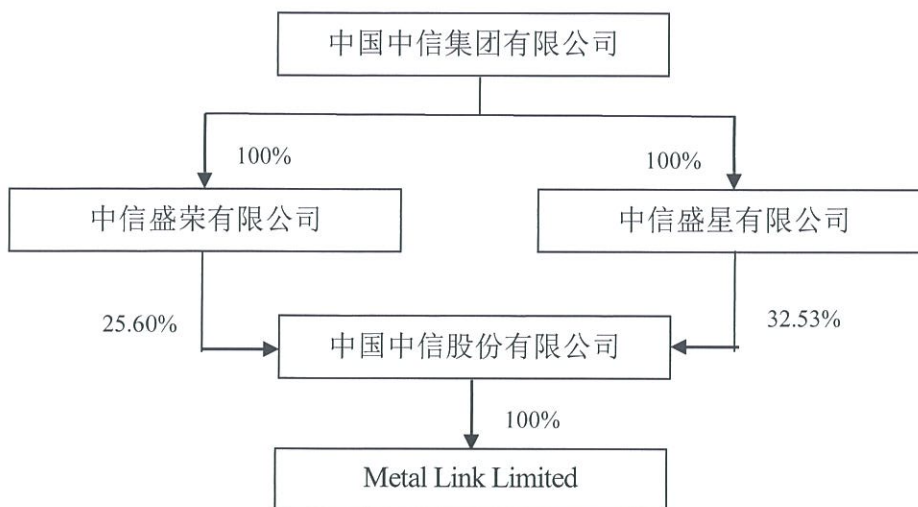 中国中信集团有限公司
100%
100%
中信盛荣有限公司
中信盛星有限公司
25.60%
32.53%
中国中信股份有限公司
100%
Metal Link Limited